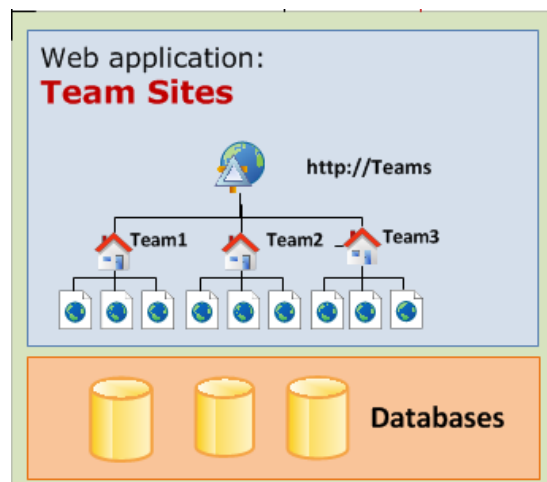 Web application:
Team Sites
http://Teams
Team1 Team2 Team3
Databases